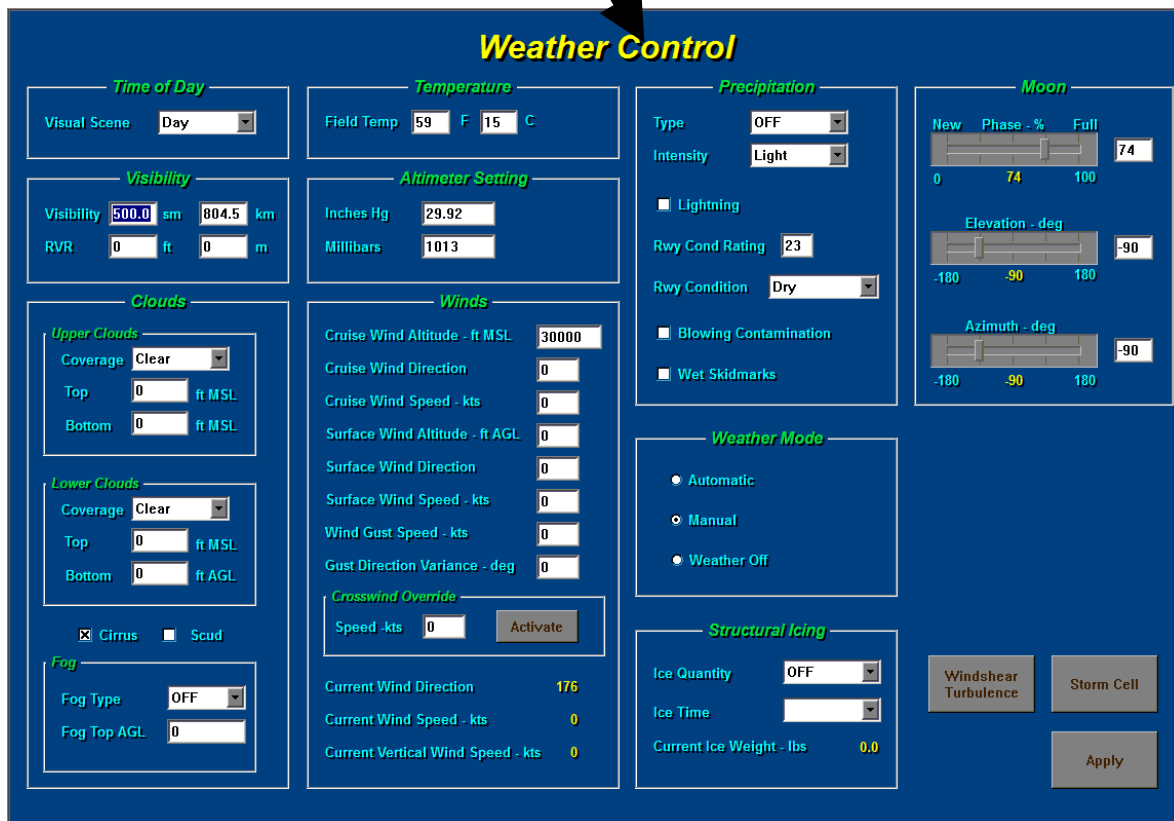 Weather Control
Time of Day
Visual Scene Day
Visibility
Visibility 500.0 sm 804.5 km
RVR 0 ft 0 m
Clouds
Upper Clouds
Coverage Clear
Top 0 ft MSL
Bottom 0 ft MSL
Lower Clouds
Coverage Clear
Top 0 ft MSL
Bottom 0 ft AGL
Cirrus Scud
Fog
Fog Type OFF
Fog Top AGL 0
Temperature
Field Temp 59 F 15 C
Altimeter Setting
Inches Hg 29.92
Millibars 1013
Winds
Cruise Wind Altitude - ft MSL 30000
Cruise Wind Direction 0
Cruise Wind Speed - kts 0
Surface Wind Altitude - ft AGL 0
Surface Wind Direction 0
Surface Wind Speed - kts 0
Wind Gust Speed - kts 0
Gust Direction Variance - deg 0
Crosswind Override
Speed -kts 0 Activate
Current Wind Direction 176
Current Wind Speed - kts 0
Current Vertical Wind Speed - kts 0
Precipitation
Type OFF
Intensity Light
Lightning
Rwy Cond Rating 23
Rwy Condition Dry
Blowing Contamination
Wet Skidmarks
Weather Mode
Automatic
Manual
Weather Off
Structural Icing
Ice Quantity OFF
Ice Time
Current Ice Weight - lbs 0.0
Moon
New Phase - % Full
74
0 74 100
Elevation - deg
-90
-180 -90 180
Azimuth - deg
-90
-180 -90 180
Windshear
Turbulence
Storm Cell
Apply